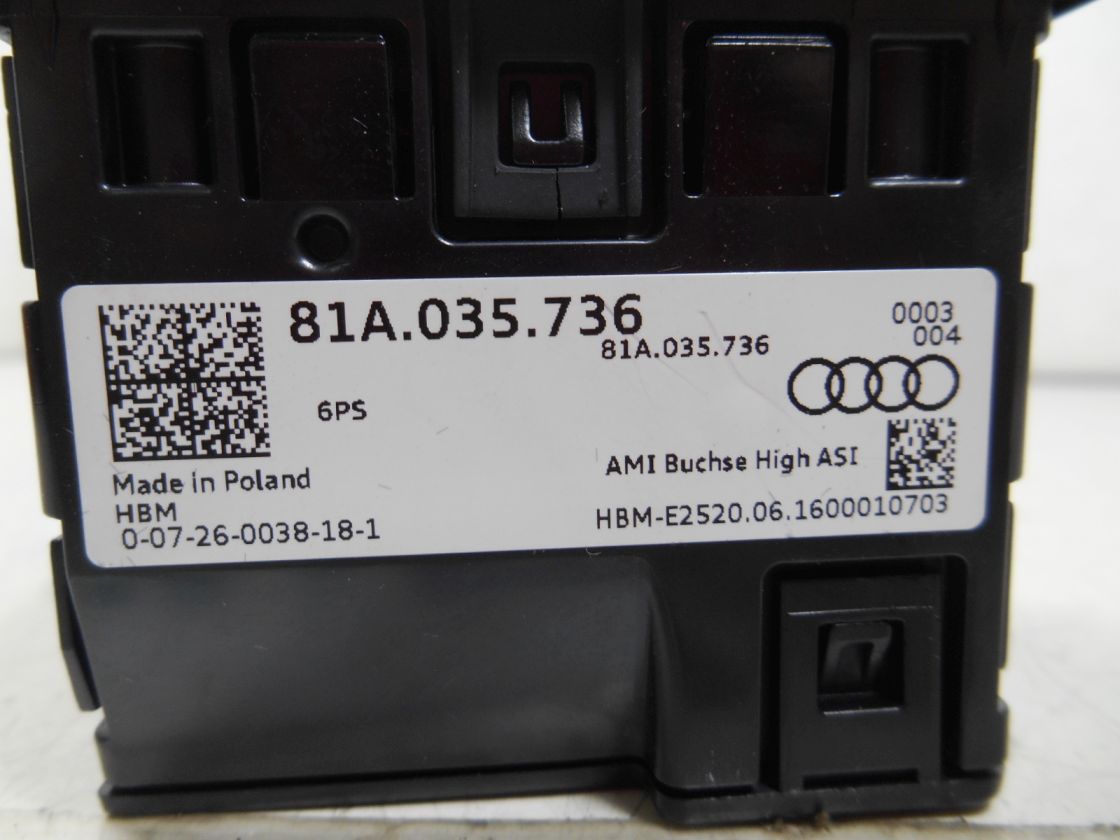 81A.035.736
81A.035.736
0003
004
6PS
Made in Poland
HBM
0-07-26-0038-18-1
AMI Buchse High ASI
HBM-E2520.06.1600010703